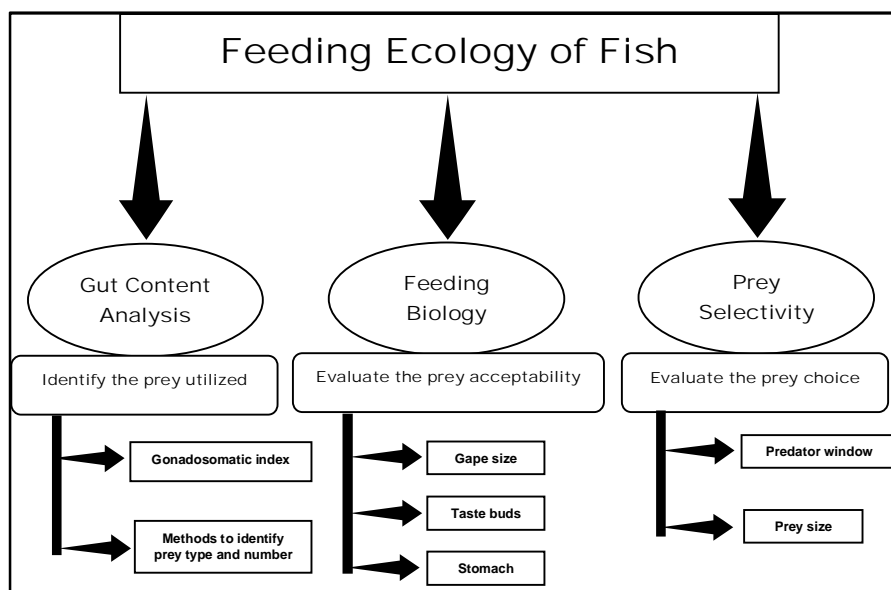 Feeding Ecology of Fish
Gut Content
Analysis
Identify the prey utilized
Gonadosomatic index
Methods to identify
prey type and number
Feeding
Biology
Evaluate the prey acceptability
Gape size
Taste buds
Stomach
Prey
Selectivity
Evaluate the prey choice
Predator window
Prey size